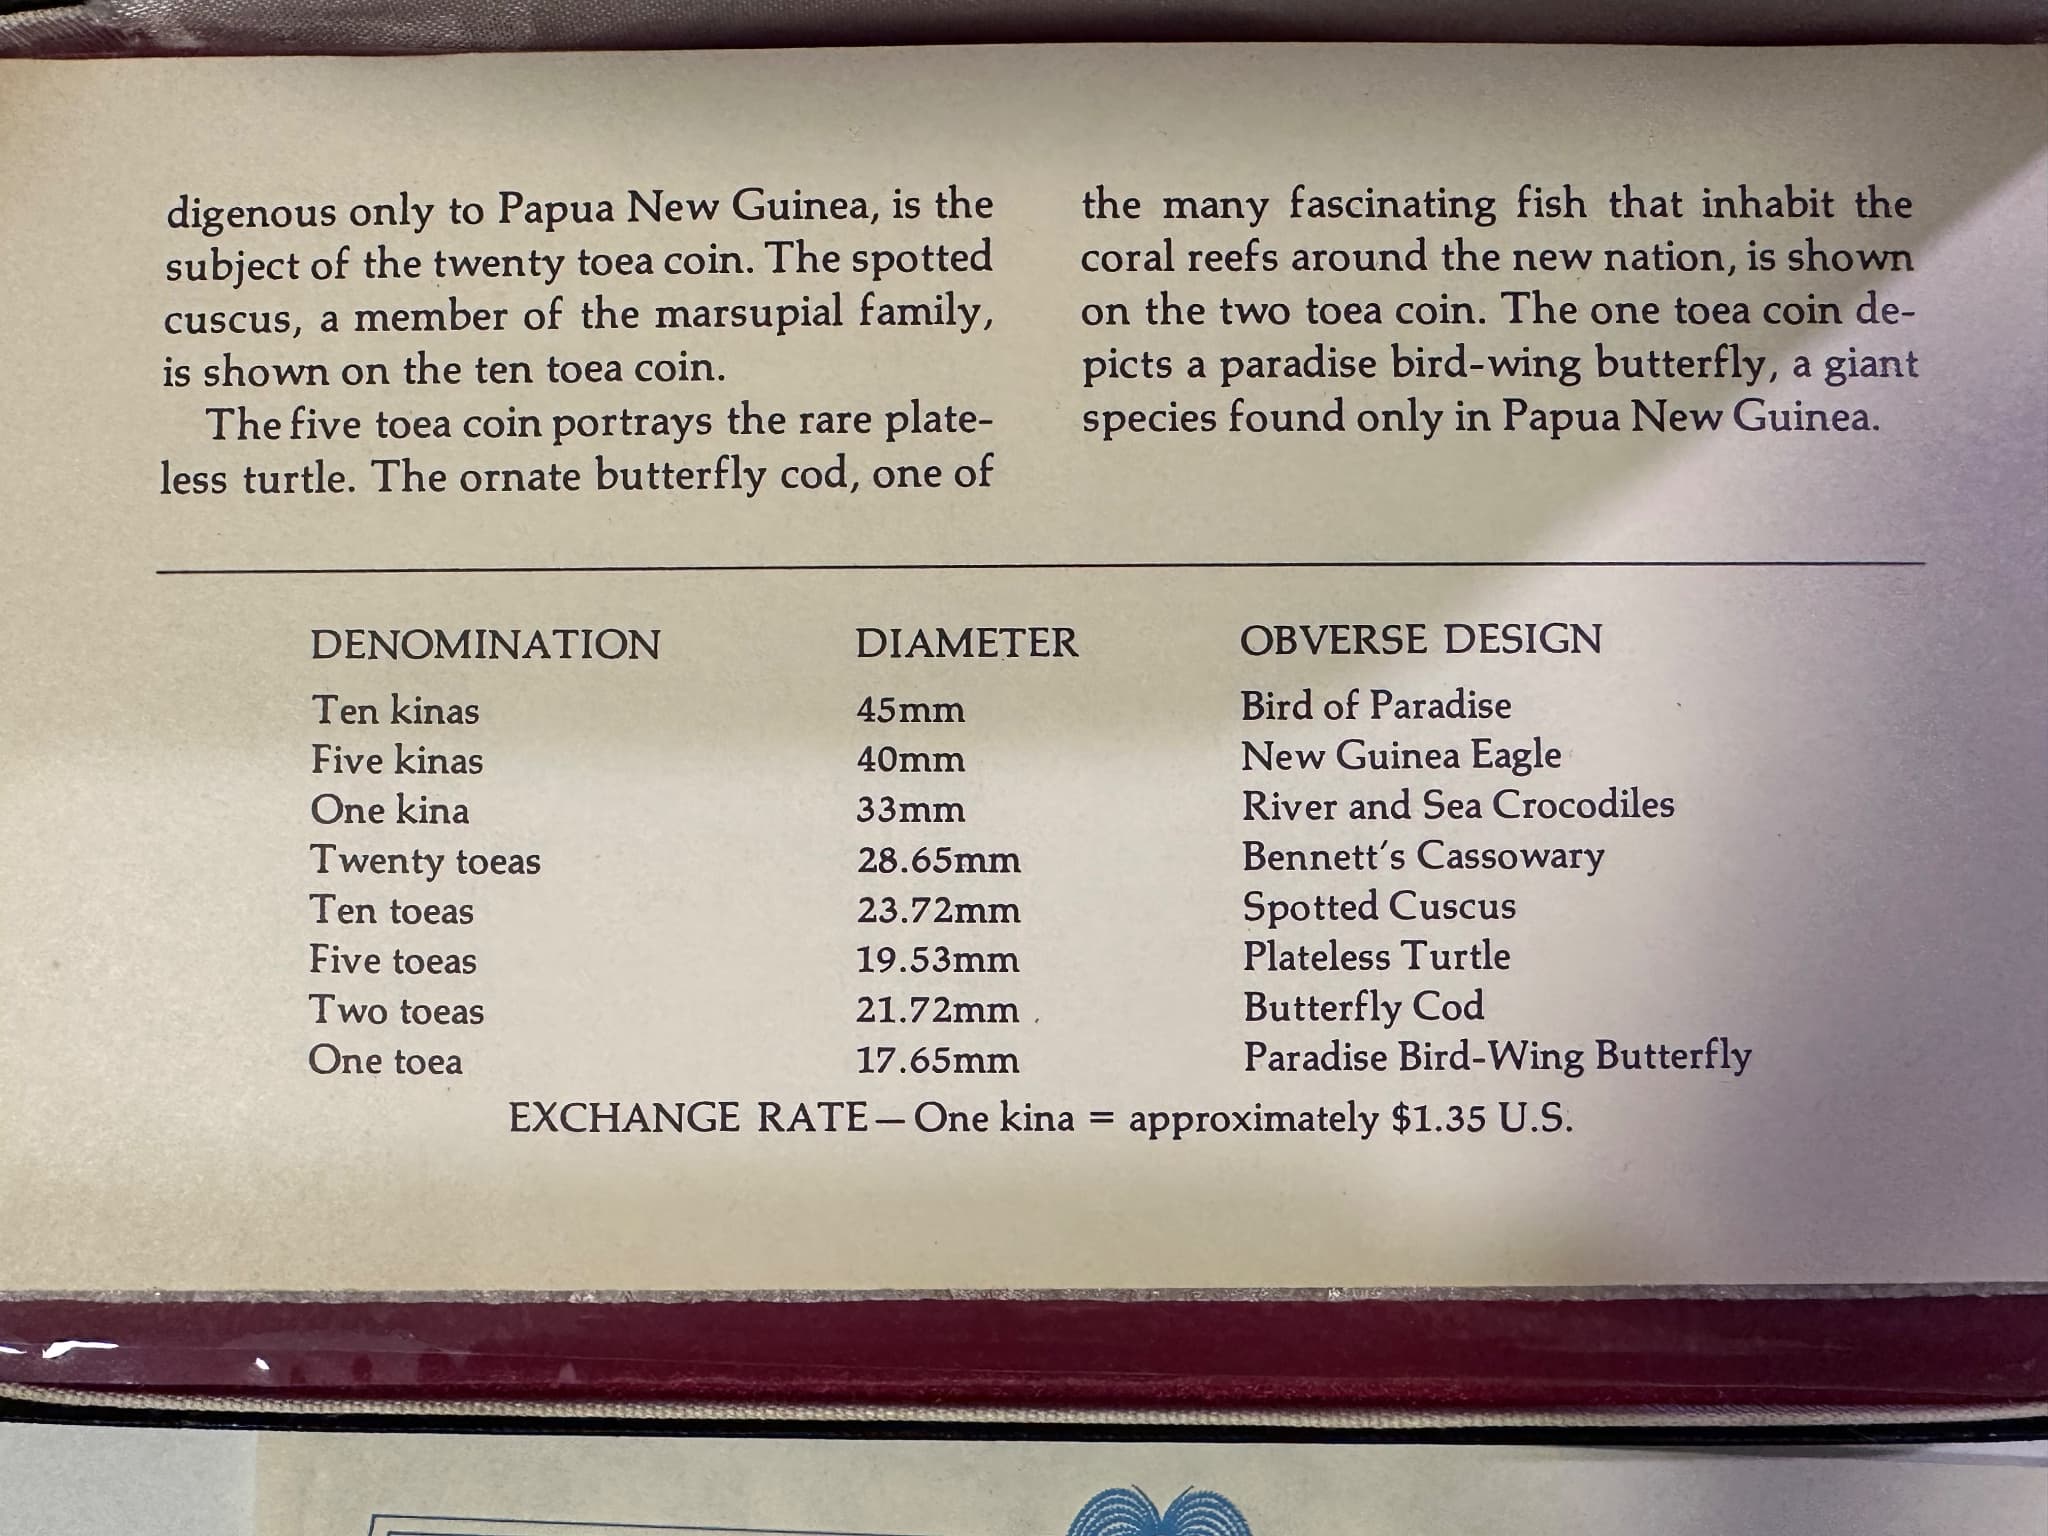 digenous only to Papua New Guinea, is the
subject of the twenty toea coin. The spotted
cuscus, a member of the marsupial family,
is shown on the ten toea coin.
The five toea coin portrays the rare plate-
less turtle. The ornate butterfly cod, one of
the many fascinating fish that inhabit the
coral reefs around the new nation, is shown
on the two toea coin. The one toea coin de-
picts a paradise bird-wing butterfly, a giant
species found only in Papua New Guinea.
DENOMINATION DIAMETER OBVERSE DESIGN
Ten kinas 45mm Bird of Paradise
Five kinas 40mm New Guinea Eagle
One kina 33mm River and Sea Crocodiles
Twenty toeas 28.65mm Bennett's Cassowary
Ten toeas 23.72mm Spotted Cuscus
Five toeas 19.53mm Plateless Turtle
Two toeas 21.72mm Butterfly Cod
One toea 17.65mm Paradise Bird-Wing Butterfly
EXCHANGE RATE—One kina = approximately $1.35 U.S.